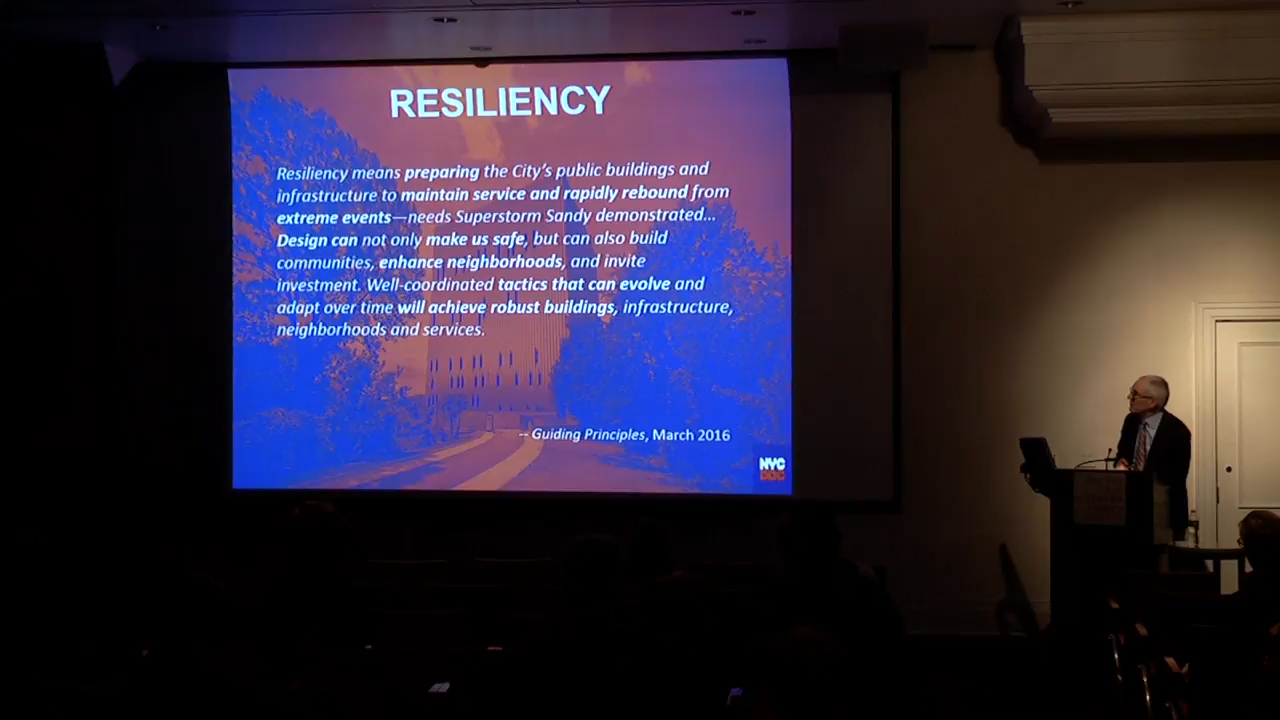 RESILIENCY
Resiliency means preparing the City's public buildings and
infrastructure to maintain service and rapidly rebound from
extreme events—needs Superstorm Sandy demonstrated...
Design can not only make us safe, but can also build
communities, enhance neighborhoods, and invite
investment. Well-coordinated tactics that can evolve and
adapt over time will achieve robust buildings, infrastructure,
neighborhoods and services.
-- Guiding Principles, March 2016
NYC
DDC